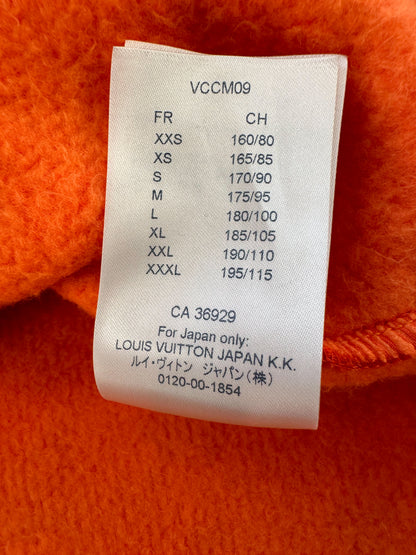 VCCM09
FR CH
XXS 160/80
XS 165/85
S 170/90
M 175/95
L 180/100
XL 185/105
XXL 190/110
XXXL 195/115
CA 36929
For Japan only:
LOUIS VUITTON JAPAN K.K.
ルイ・ヴィトン ジャパン(株)
0120-00-1854